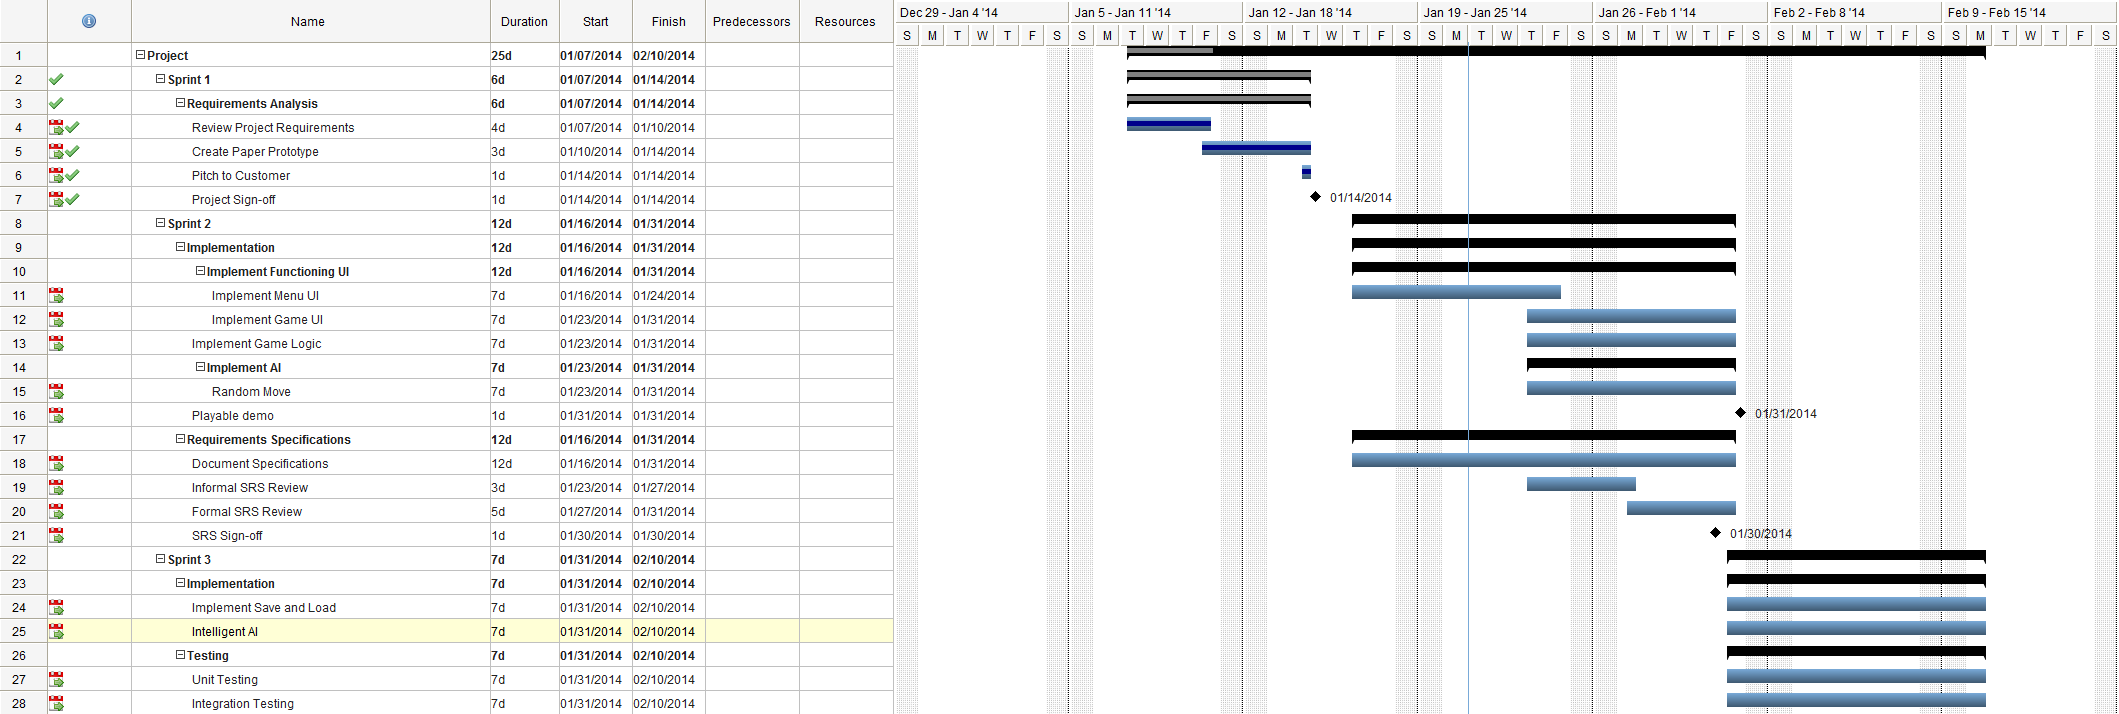 Name Duration Start Finish Predecessors Resources Dec 29 - Jan 4 '14 Jan 5 - Jan 11 '14 Jan 12 - Jan 18 '14 Jan 19 - Jan 25 '14 Jan 26 - Feb 1 '14 Feb 2 - Feb 8 '14 Feb 9 - Feb 15 '14
S M T W T F S S M T W T F S S M T W T F S S M T W T F S S M T W T F S S M T W T F S S M T W T F S
1 Project 25d 01/07/2014 02/10/2014
2 Sprint 1 6d 01/07/2014 01/14/2014
3 Requirements Analysis 6d 01/07/2014 01/14/2014
4 Review Project Requirements 4d 01/07/2014 01/10/2014
5 Create Paper Prototype 3d 01/10/2014 01/14/2014
6 Pitch to Customer 1d 01/14/2014 01/14/2014
7 Project Sign-off 1d 01/14/2014 01/14/2014 01/14/2014
8 Sprint 2 12d 01/16/2014 01/31/2014
9 Implementation 12d 01/16/2014 01/31/2014
10 Implement Functioning UI 12d 01/16/2014 01/31/2014
11 Implement Menu UI 7d 01/16/2014 01/24/2014
12 Implement Game UI 7d 01/23/2014 01/31/2014
13 Implement Game Logic 7d 01/23/2014 01/31/2014
14 Implement AI 7d 01/23/2014 01/31/2014
15 Random Move 7d 01/23/2014 01/31/2014
16 Playable demo 1d 01/31/2014 01/31/2014 01/31/2014
17 Requirements Specifications 12d 01/16/2014 01/31/2014
18 Document Specifications 12d 01/16/2014 01/31/2014
19 Informal SRS Review 3d 01/23/2014 01/27/2014
20 Formal SRS Review 5d 01/27/2014 01/31/2014
21 SRS Sign-off 1d 01/30/2014 01/30/2014 01/30/2014
22 Sprint 3 7d 01/31/2014 02/10/2014
23 Implementation 7d 01/31/2014 02/10/2014
24 Implement Save and Load 7d 01/31/2014 02/10/2014
25 Intelligent AI 7d 01/31/2014 02/10/2014
26 Testing 7d 01/31/2014 02/10/2014
27 Unit Testing 7d 01/31/2014 02/10/2014
28 Integration Testing 7d 01/31/2014 02/10/2014